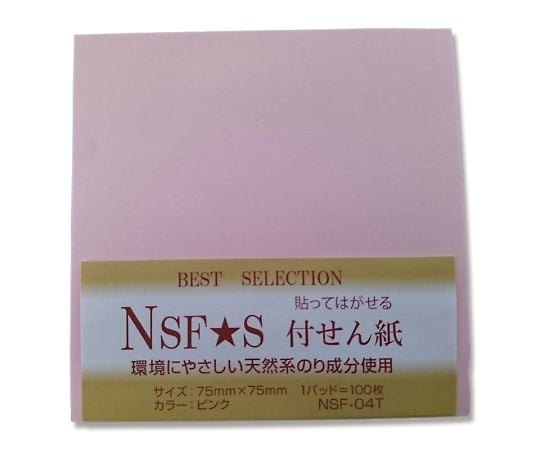 BEST SELECTION
貼ってはがせる
NSF★S 付せん紙
環境にやさしい天然系のり成分使用
サイズ：75mm×75mm 1パッド＝100枚
カラー：ピンク NSF-04T